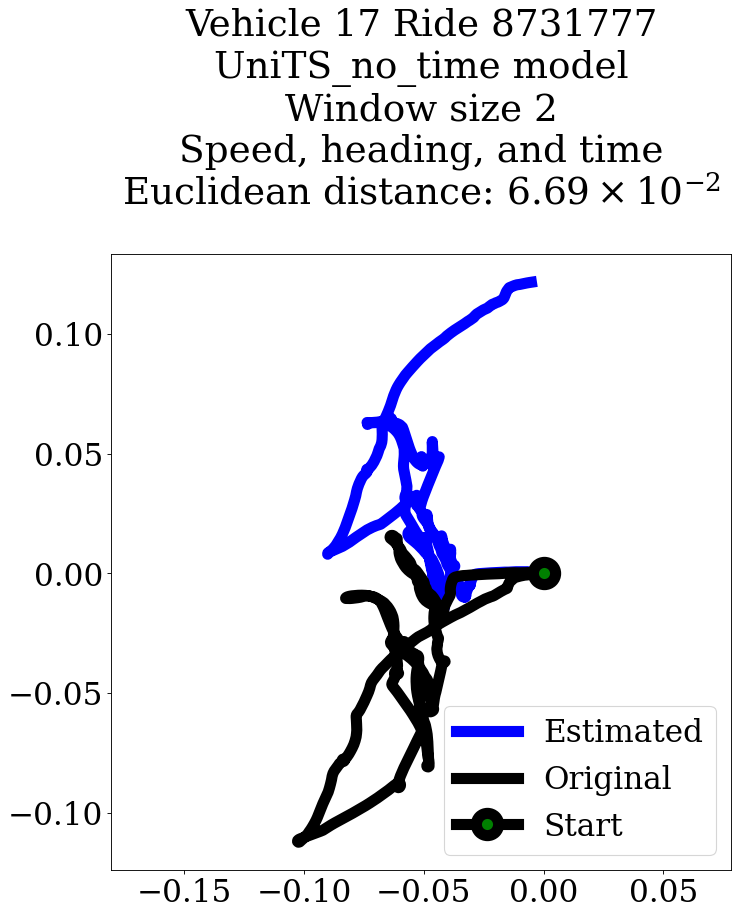 Vehicle 17 Ride 8731777
UniTS_no_time model
Window size 2
Speed, heading, and time
Euclidean distance: 6.69 × 10⁻²
0.10
0.05
0.00
−0.05
−0.10
Estimated
Original
Start
−0.15 −0.10 −0.05 0.00 0.05